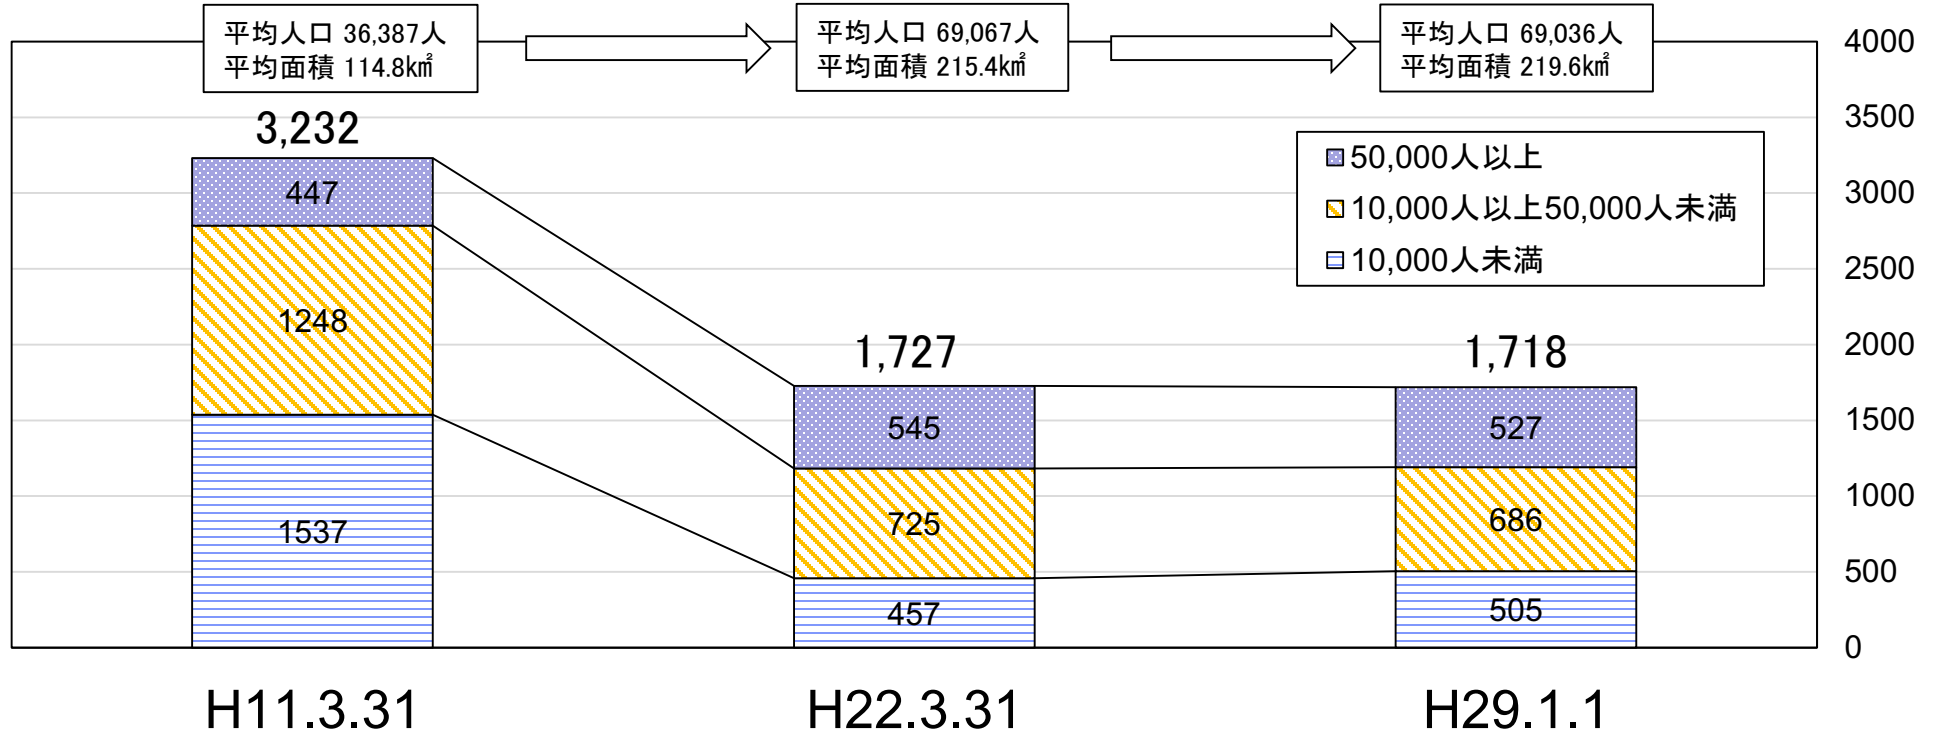 平均人口 36,387人
平均面積 114.8㎢
平均人口 69,067人
平均面積 215.4㎢
平均人口 69,036人
平均面積 219.6㎢
4000
3500
3000
2500
2000
1500
1000
500
0
50,000人以上
10,000人以上50,000人未満
10,000人未満
3,232
447
1248
1537
1,727
545
725
457
1,718
527
686
505
H11.3.31
H22.3.31
H29.1.1